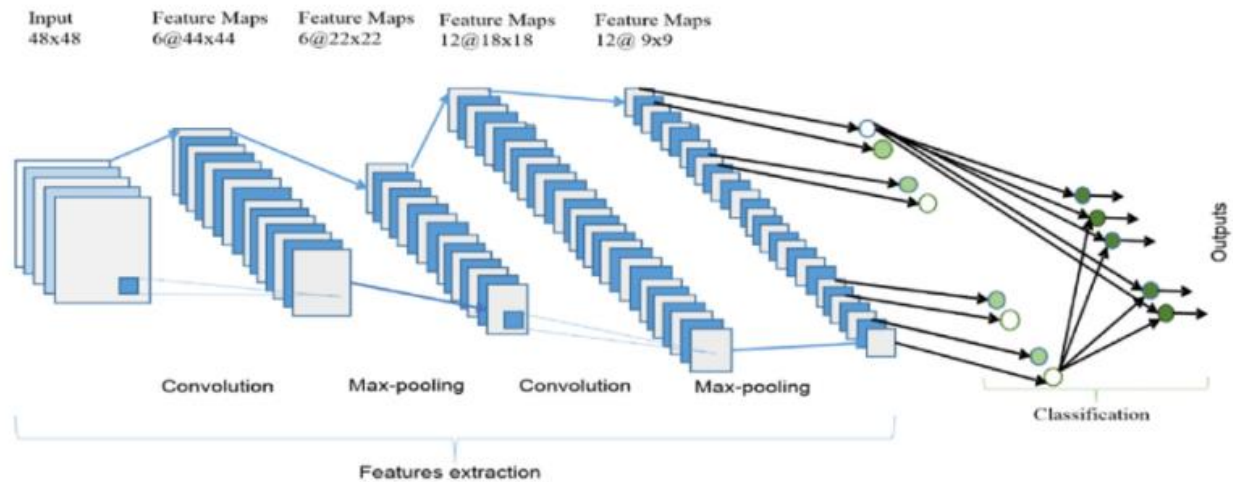 Input
48x48
Feature Maps
6@44x44
Feature Maps
6@22x22
Feature Maps
12@18x18
Feature Maps
12@ 9x9
Outputs
Convolution
Max-pooling
Convolution
Max-pooling
Classification
Features extraction